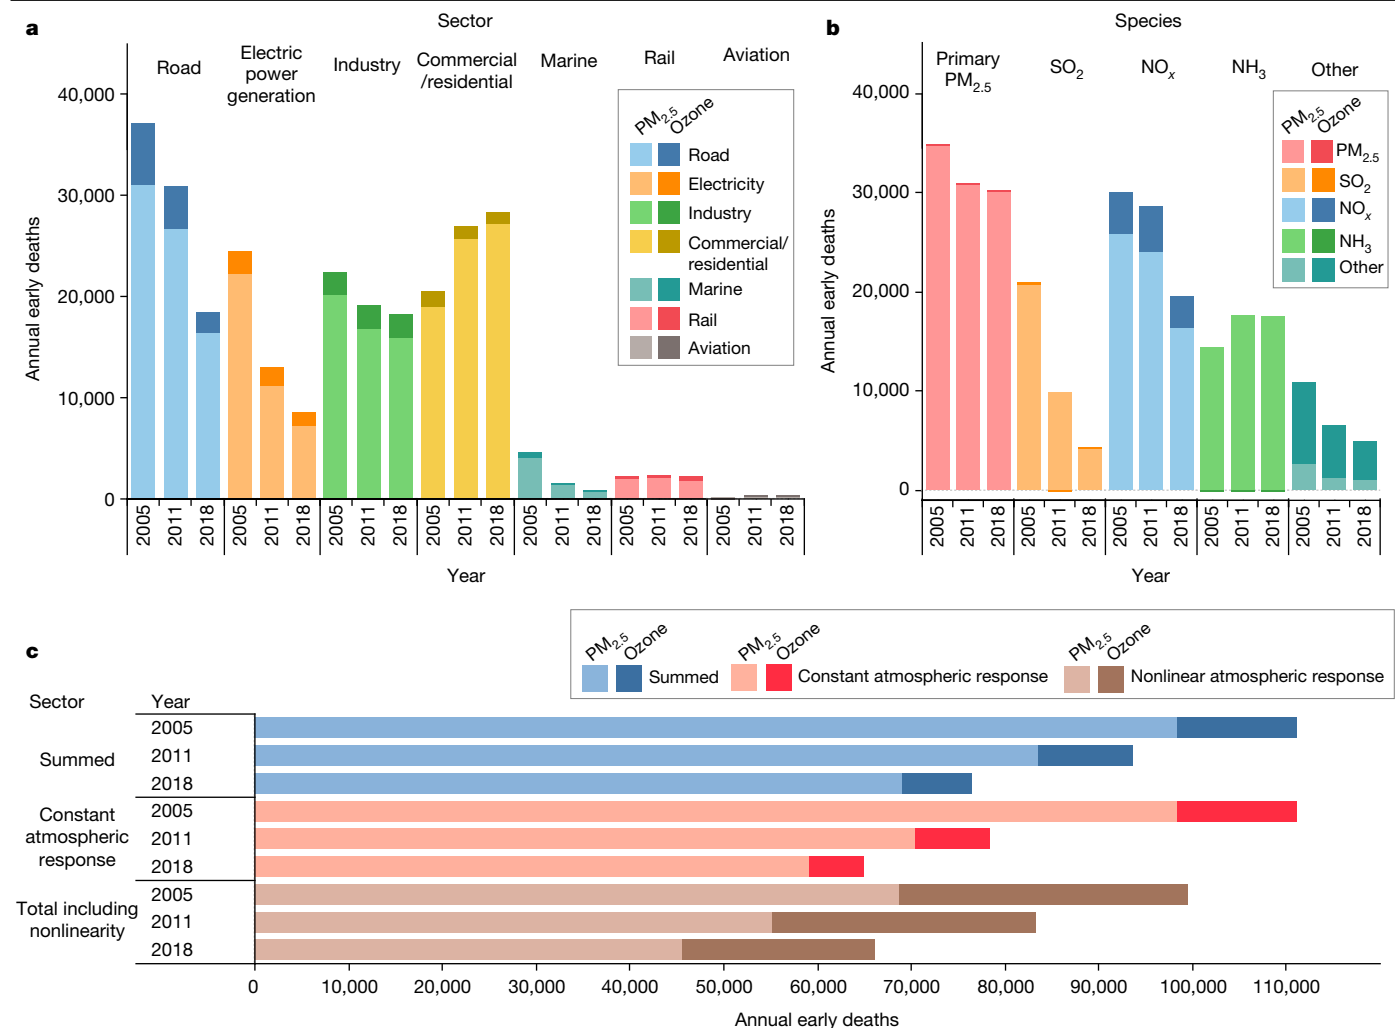 a
Sector
Road
Electric
power
generation
Industry
Commercial
/residential
Marine
Rail
Aviation
40,000
30,000
20,000
10,000
0
Annual early deaths
PM2.5
Ozone
Road
Electricity
Industry
Commercial/
residential
Marine
Rail
Aviation
2005
2011
2018
2005
2011
2018
2005
2011
2018
2005
2011
2018
2005
2011
2018
2005
2011
2018
2005
2011
2018
Year
b
Species
Primary
PM2.5
SO2
NOx
NH3
Other
40,000
30,000
20,000
10,000
0
Annual early deaths
PM2.5
Ozone
PM2.5
SO2
NOx
NH3
Other
2005
2011
2018
2005
2011
2018
2005
2011
2018
2005
2011
2018
2005
2011
2018
Year
c
PM2.5
Ozone
Summed
PM2.5
Ozone
Constant atmospheric response
PM2.5
Ozone
Nonlinear atmospheric response
Sector
Year
Summed
2005
2011
2018
Constant
atmospheric
response
2005
2011
2018
Total including
nonlinearity
2005
2011
2018
0
10,000
20,000
30,000
40,000
50,000
60,000
70,000
80,000
90,000
100,000
110,000
Annual early deaths